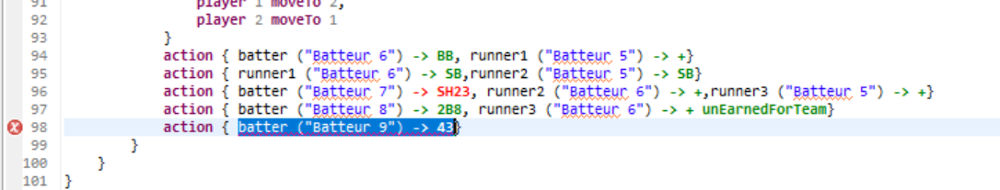 91 player 1 moveTo 2,
92 player 2 moveTo 1
93 }
94 action { batter ("Batteur 6") -> BB, runner1 ("Batteur 5") -> +}
95 action { runner1 ("Batteur 6") -> SB,runner2 ("Batteur 5") -> SB}
96 action { batter ("Batteur 7") -> SH23, runner2 ("Batteur 6") -> +,runner3 ("Batteur 5") -> +}
97 action { batter ("Batteur 8") -> 2B8, runner3 ("Batteur 6") -> + unEarnedForTeam}
98 action { batter ("Batteur 9") -> 43}
99 }
100 }
101 }